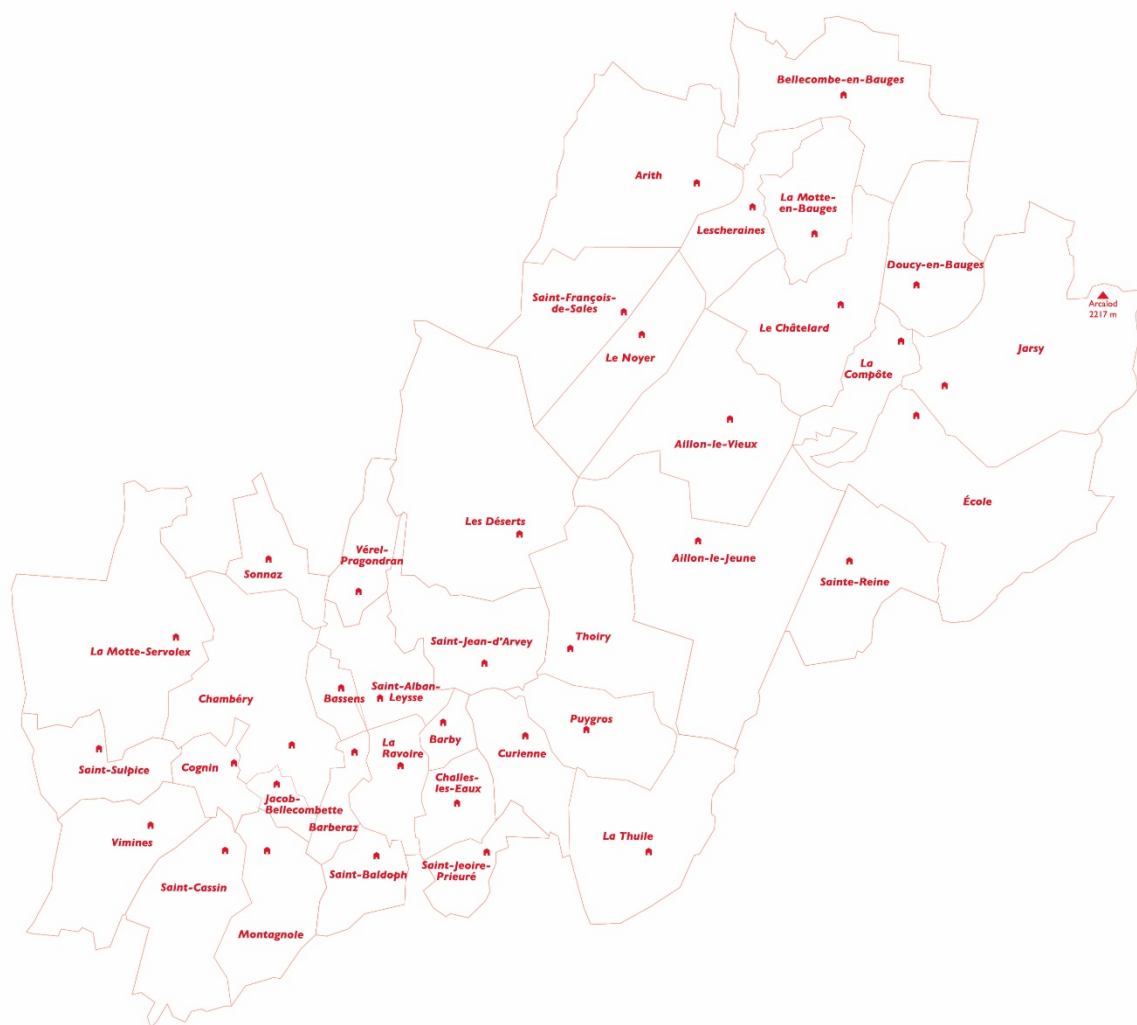 Bellecombe-en-Bauges
Arith
La Motte-
en-Bauges
Lescheraines
Doucy-en-Bauges
Saint-François-
de-Sales
Arcalod
2217 m
Le Châtelard
Jarsy
Le Noyer
La
Compôte
Aillon-le-Vieux
École
Les Déserts
Aillon-le-Jeune
Vérel-
Pragondran
Sonnaz
Sainte-Reine
Thoiry
Saint-Jean-d'Arvey
La Motte-Servolex
Saint-Alban-
Leysse
Bassens
Chambéry
Puygros
Barby
La
Ravoire
Curienne
Saint-Sulpice
Cognin
Challes-
les-Eaux
Jacob-
Bellecombette
Barberaz
Vimines
La Thuile
Saint-Jeoire-
Prieuré
Saint-Baldoph
Saint-Cassin
Montagnole